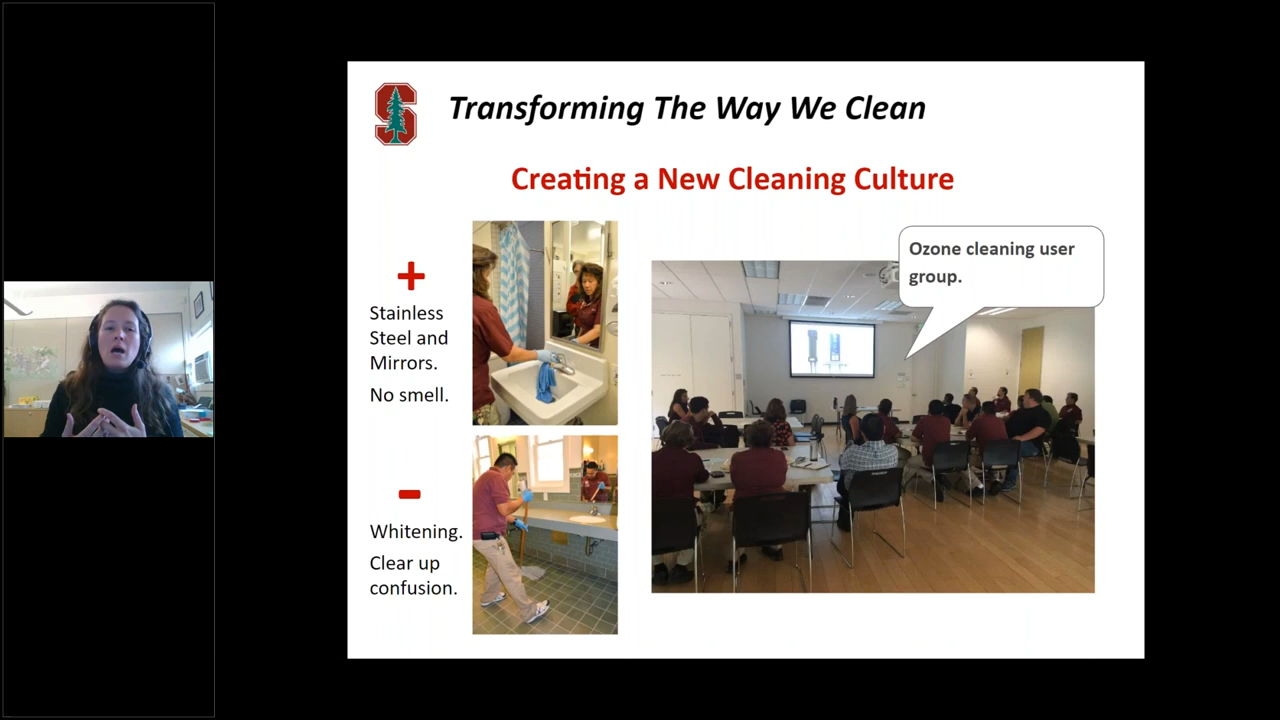 Transforming The Way We Clean
Creating a New Cleaning Culture
+
Stainless
Steel and
Mirrors.
No smell.
-
Whitening.
Clear up
confusion.
Ozone cleaning user
group.
S